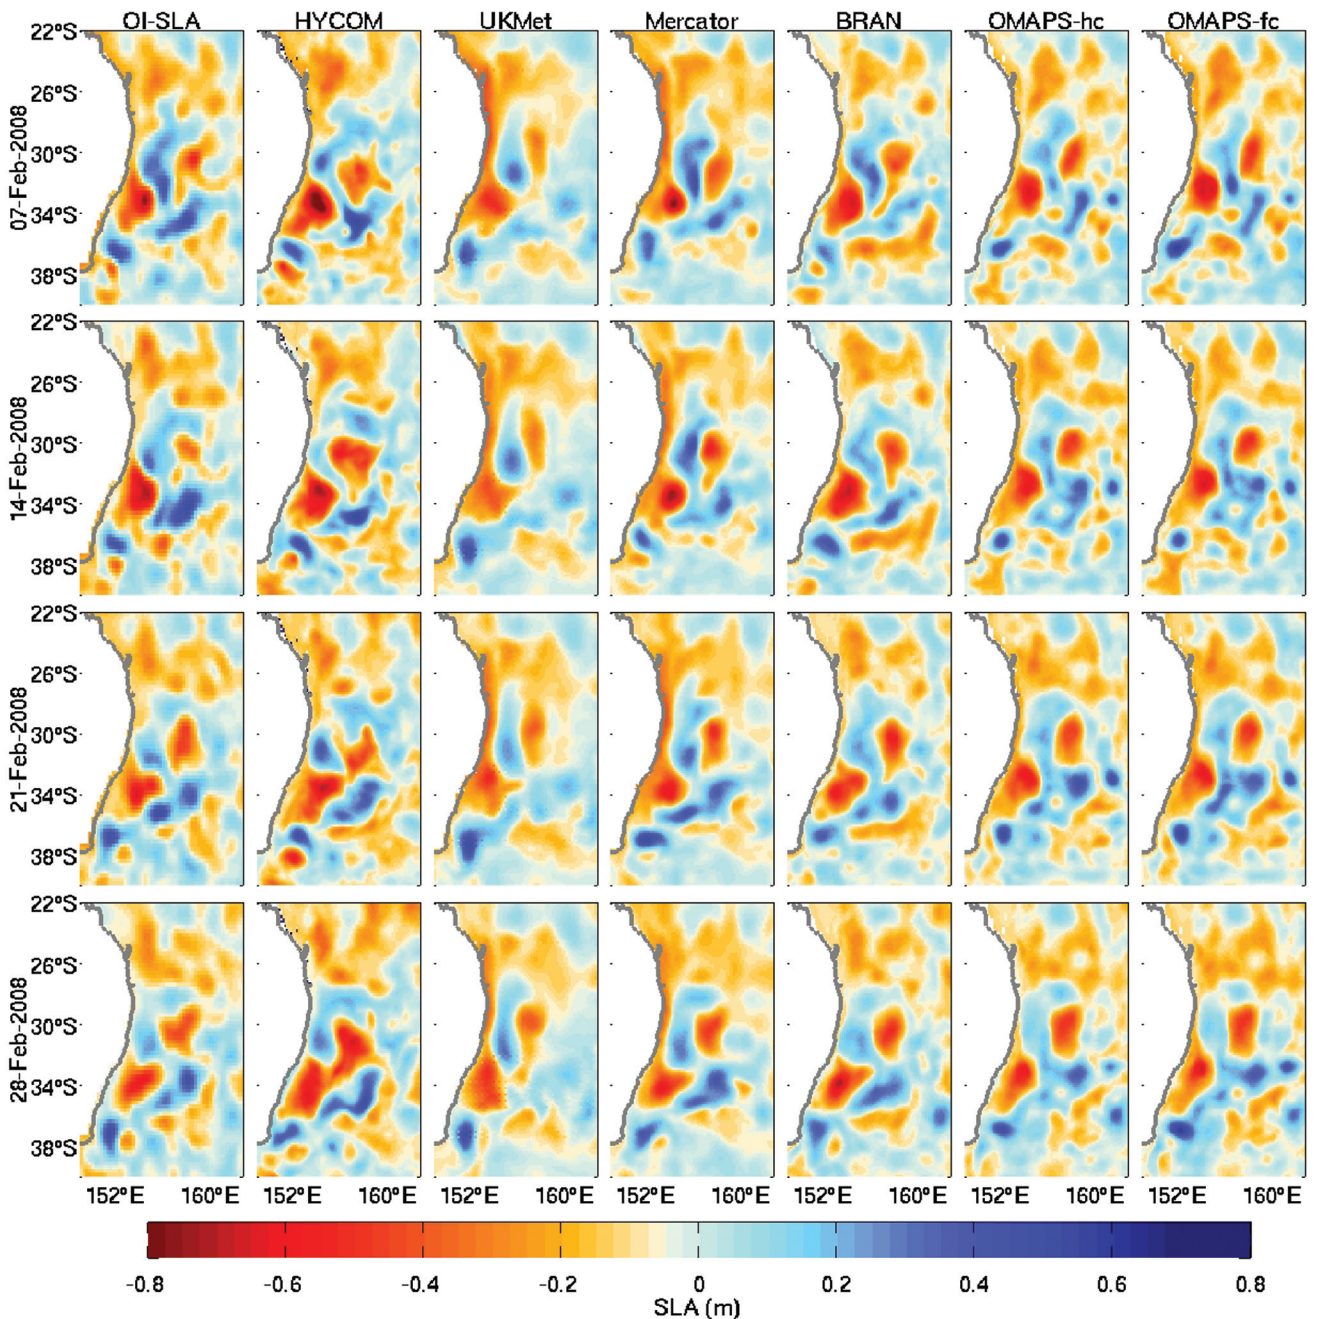 OI-SLA HYCOM UKMet Mercator BRAN OMAPS-hc OMAPS-fc
07-Feb-2008
22°S
26°S
30°S
34°S
38°S
14-Feb-2008
22°S
26°S
30°S
34°S
38°S
21-Feb-2008
22°S
26°S
30°S
34°S
38°S
28-Feb-2008
22°S
26°S
30°S
34°S
38°S
152°E 160°E 152°E 160°E 152°E 160°E 152°E 160°E 152°E 160°E 152°E 160°E 152°E 160°E
-0.8 -0.6 -0.4 -0.2 0 0.2 0.4 0.6 0.8
SLA (m)